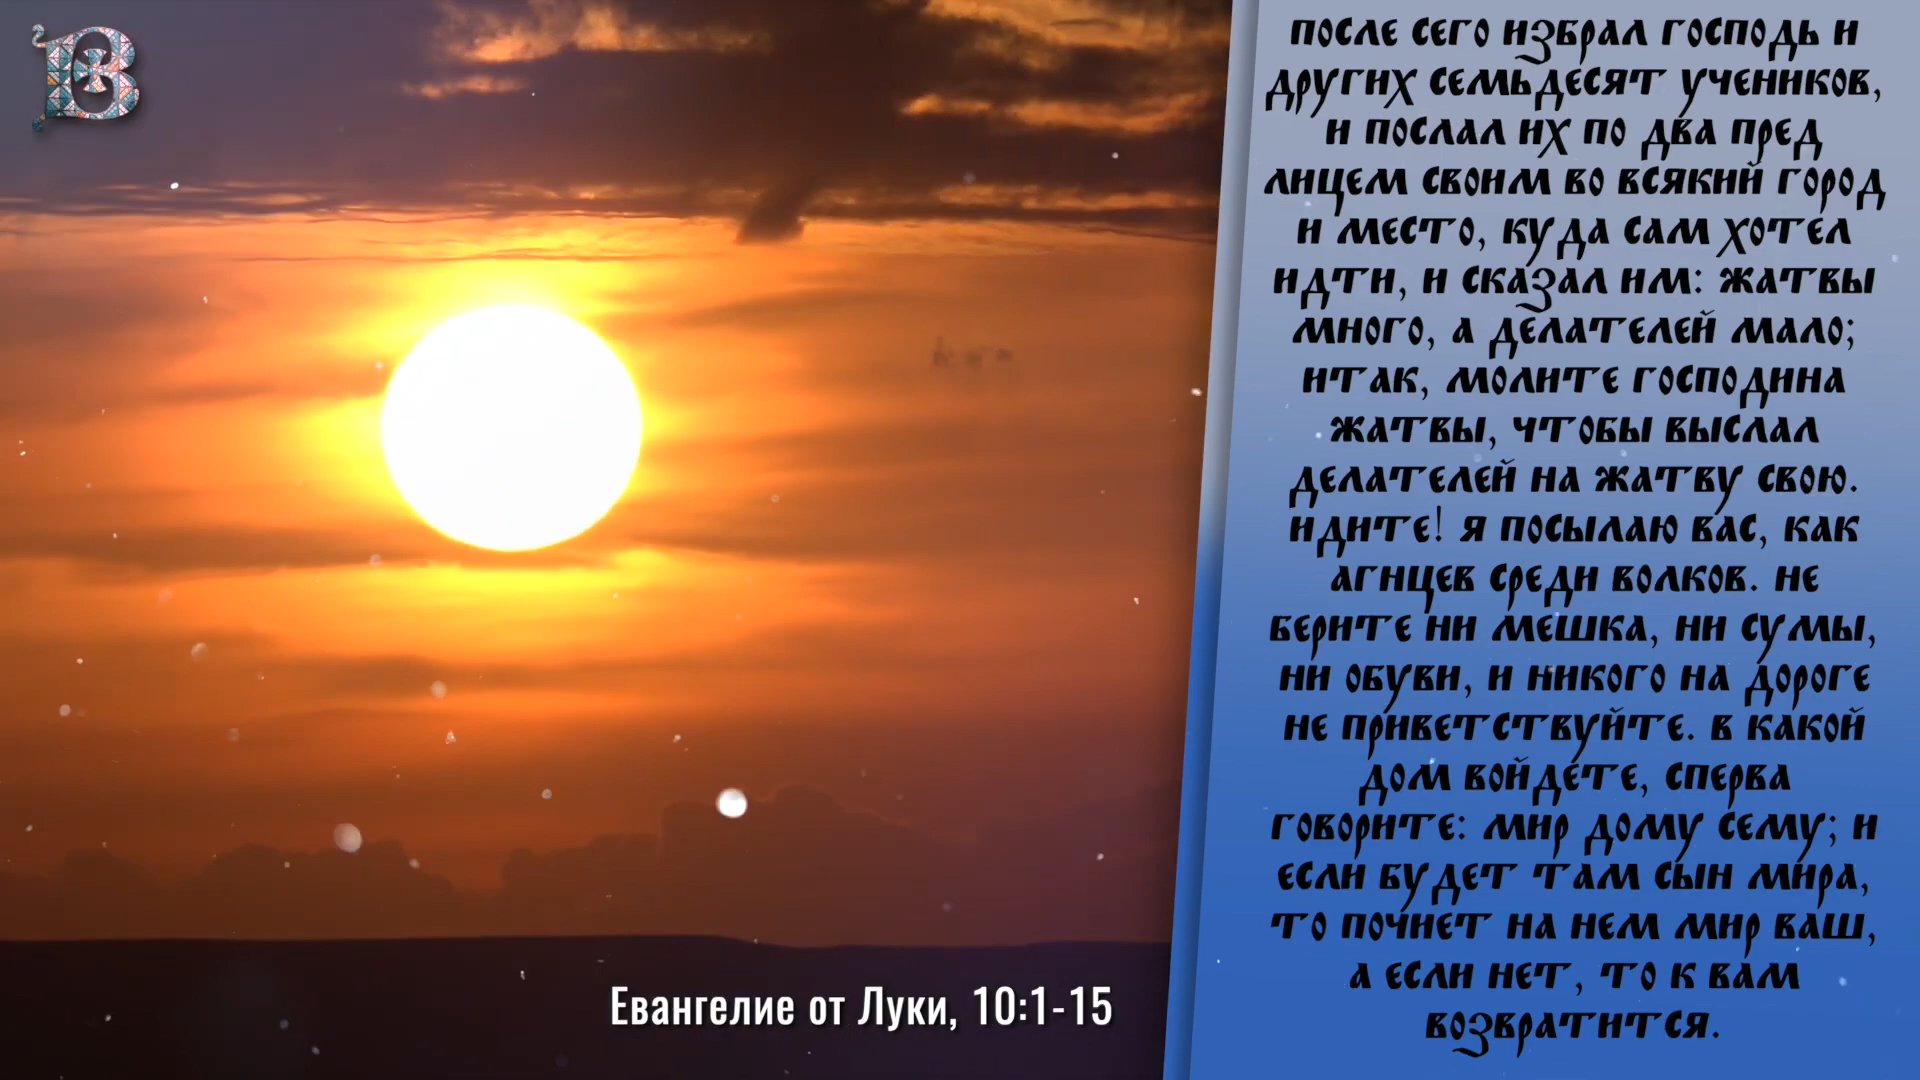 В
после сего избрал господь и
других семьдесят учеников,
и послал их по два пред
лицем своим во всякий город
и место, куда сам хотел
идти, и сказал им: жатвы
много, а делателей мало;
итак, молите господина
жатвы, чтобы выслал
делателей на жатву свою.
идите! я посылаю вас, как
агнцев среди волков. не
берите ни мешка, ни сумы,
ни обуви, и никого на дороге
не приветствуйте. в какой
дом войдете, сперва
говорите: мир дому сему; и
если будет там сын мира,
то почиет на нем мир ваш,
а если нет, то к вам
возвратится.
Евангелие от Луки, 10:1-15